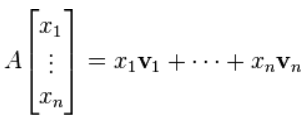 A [ x₁ ⋮ xₙ ] = x₁v₁ + ⋯ + xₙvₙ